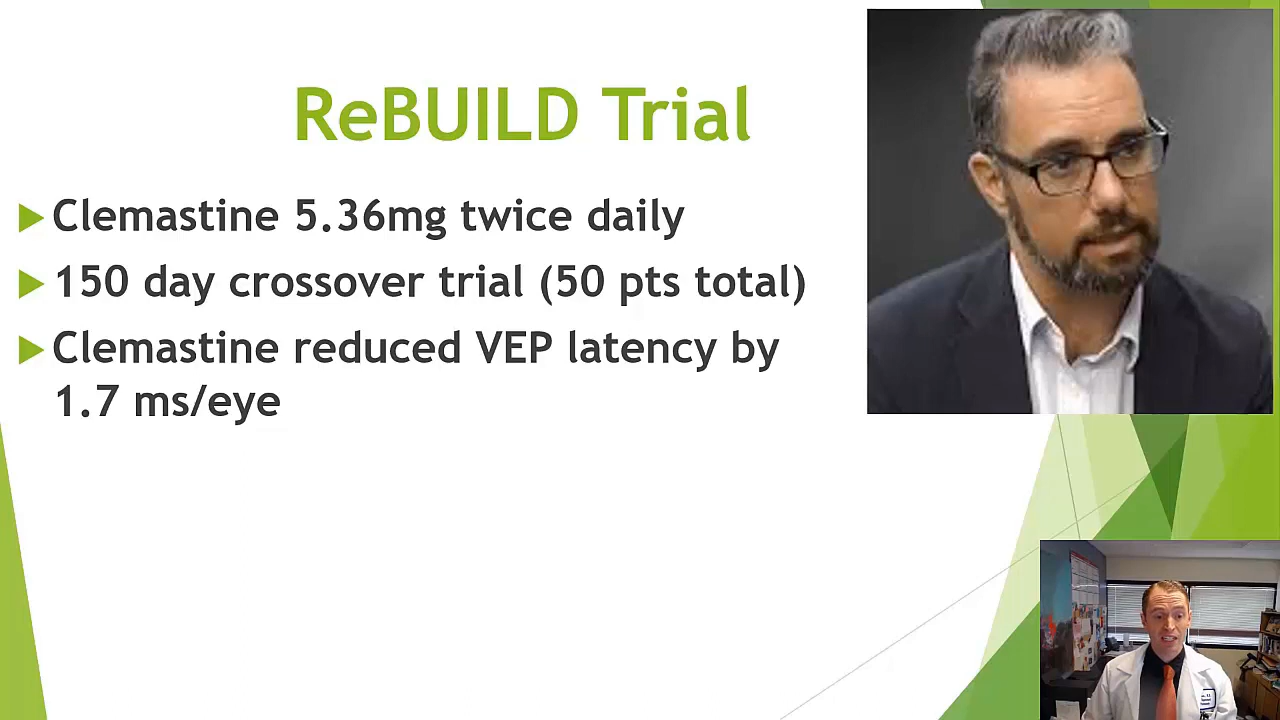 ReBUILD Trial
Clemastine 5.36mg twice daily
150 day crossover trial (50 pts total)
Clemastine reduced VEP latency by
1.7 ms/eye